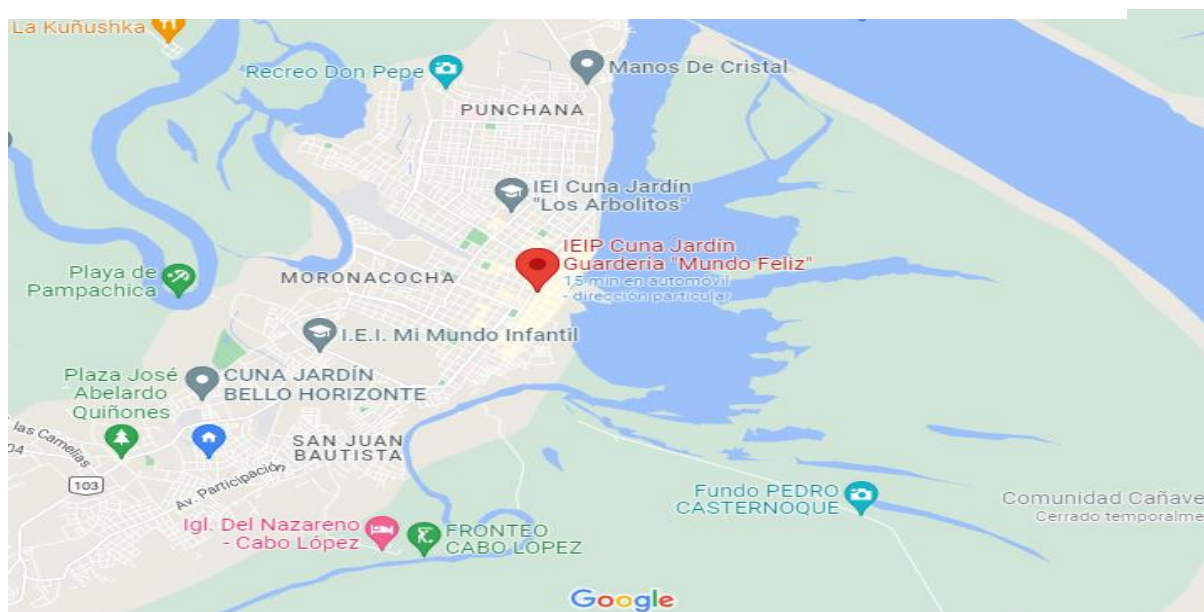 La Kuñushka
Recreo Don Pepe
Manos De Cristal
PUNCHANA
IEI Cuna Jardín
"Los Arbolitos"
IEIP Cuna Jardín
Guardería "Mundo Feliz"
15 min en automóvil
- dirección particular
Playa de
Pampachica
MORONACOCHA
I.E.I. Mi Mundo Infantil
Plaza José
Abelardo
Quiñones
CUNA JARDÍN
BELLO HORIZONTE
las Camelias
04
103
SAN JUAN
BAUTISTA
Av. Participación
Igl. Del Nazareno
- Cabo López
FRONTEO
CABO LOPEZ
Fundo PEDRO
CASTERNOQUE
Comunidad Cañave
Cerrado temporalme
Google